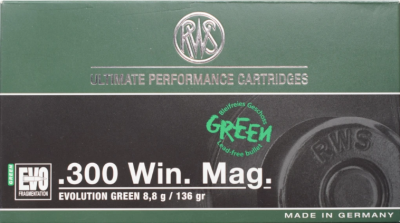 RWS
ULTIMATE PERFORMANCE CARTRIDGES
Bleifreies Geschoss
GREEN
Lead-free bullet
RWS
GREEN
EVO
FRAGMENTATION
.300 Win. Mag.
EVOLUTION GREEN 8,8 g / 136 gr
MADE IN GERMANY